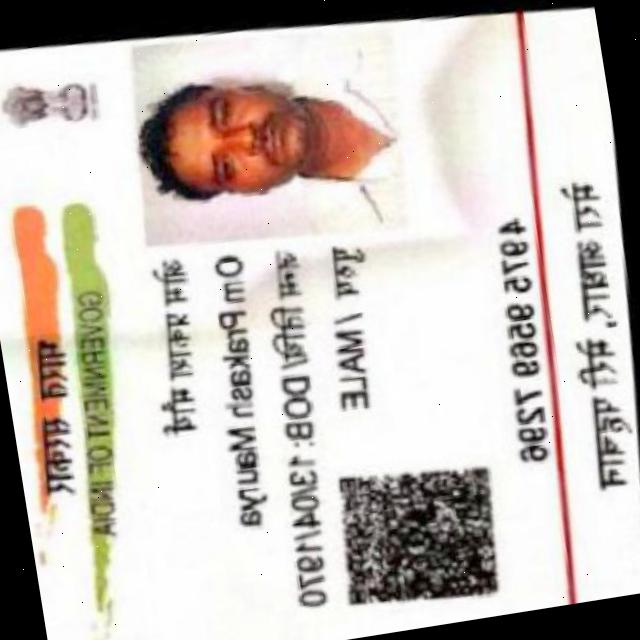 भारत सरकार
GOVERNMENT OF INDIA
ओम प्रकाश मौर्य
Om Prakash Maurya
जन्म तिथि/ DOB: 13/04/1970
पुरुष / MALE
4975 9569 7296
मेरा आधार, मेरी पहचान